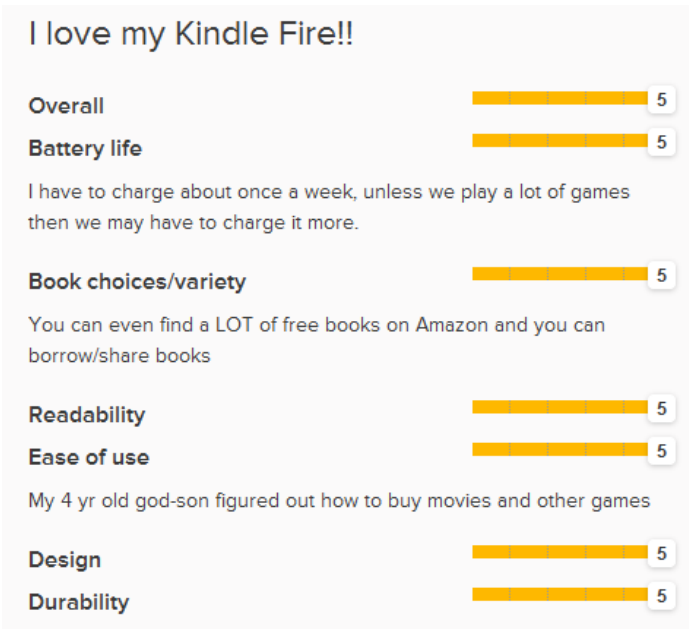 I love my Kindle Fire!!
Overall 5
Battery life 5
I have to charge about once a week, unless we play a lot of games
then we may have to charge it more.
Book choices/variety 5
You can even find a LOT of free books on Amazon and you can
borrow/share books
Readability 5
Ease of use 5
My 4 yr old god-son figured out how to buy movies and other games
Design 5
Durability 5